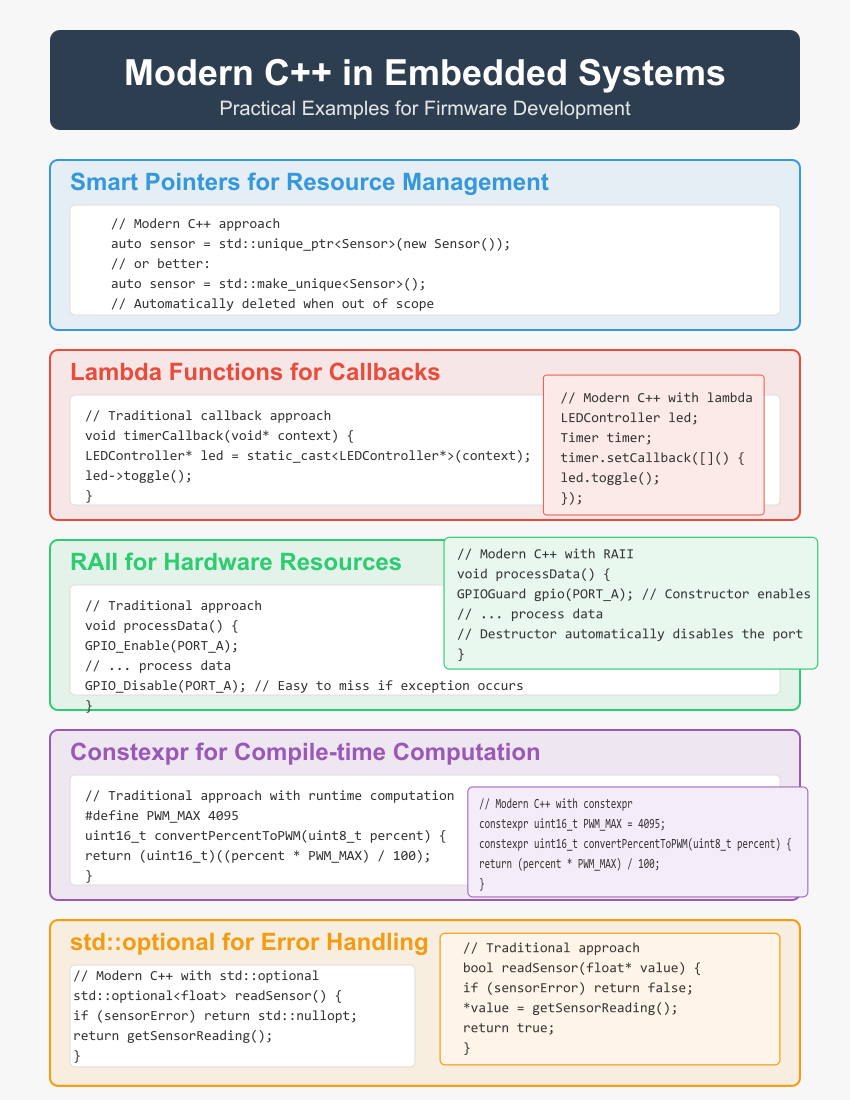 Modern C++ in Embedded Systems
Practical Examples for Firmware Development
Smart Pointers for Resource Management
// Modern C++ approach
auto sensor = std::unique_ptr<Sensor>(new Sensor());
// or better:
auto sensor = std::make_unique<Sensor>();
// Automatically deleted when out of scope
Lambda Functions for Callbacks
// Traditional callback approach
void timerCallback(void* context) {
LEDController* led = static_cast<LEDController*>(context);
led->toggle();
}
// Modern C++ with lambda
LEDController led;
Timer timer;
timer.setCallback([]() {
led.toggle();
});
RAII for Hardware Resources
// Traditional approach
void processData() {
GPIO_Enable(PORT_A);
// ... process data
GPIO_Disable(PORT_A); // Easy to miss if exception occurs
}
// Modern C++ with RAII
void processData() {
GPIOGuard gpio(PORT_A); // Constructor enables
// ... process data
// Destructor automatically disables the port
}
Constexpr for Compile-time Computation
// Traditional approach with runtime computation
#define PWM_MAX 4095
uint16_t convertPercentToPWM(uint8_t percent) {
return (uint16_t)((percent * PWM_MAX) / 100);
}
// Modern C++ with constexpr
constexpr uint16_t PWM_MAX = 4095;
constexpr uint16_t convertPercentToPWM(uint8_t percent) {
return (percent * PWM_MAX) / 100;
}
std::optional for Error Handling
// Modern C++ with std::optional
std::optional<float> readSensor() {
if (sensorError) return std::nullopt;
return getSensorReading();
}
// Traditional approach
bool readSensor(float* value) {
if (sensorError) return false;
*value = getSensorReading();
return true;
}